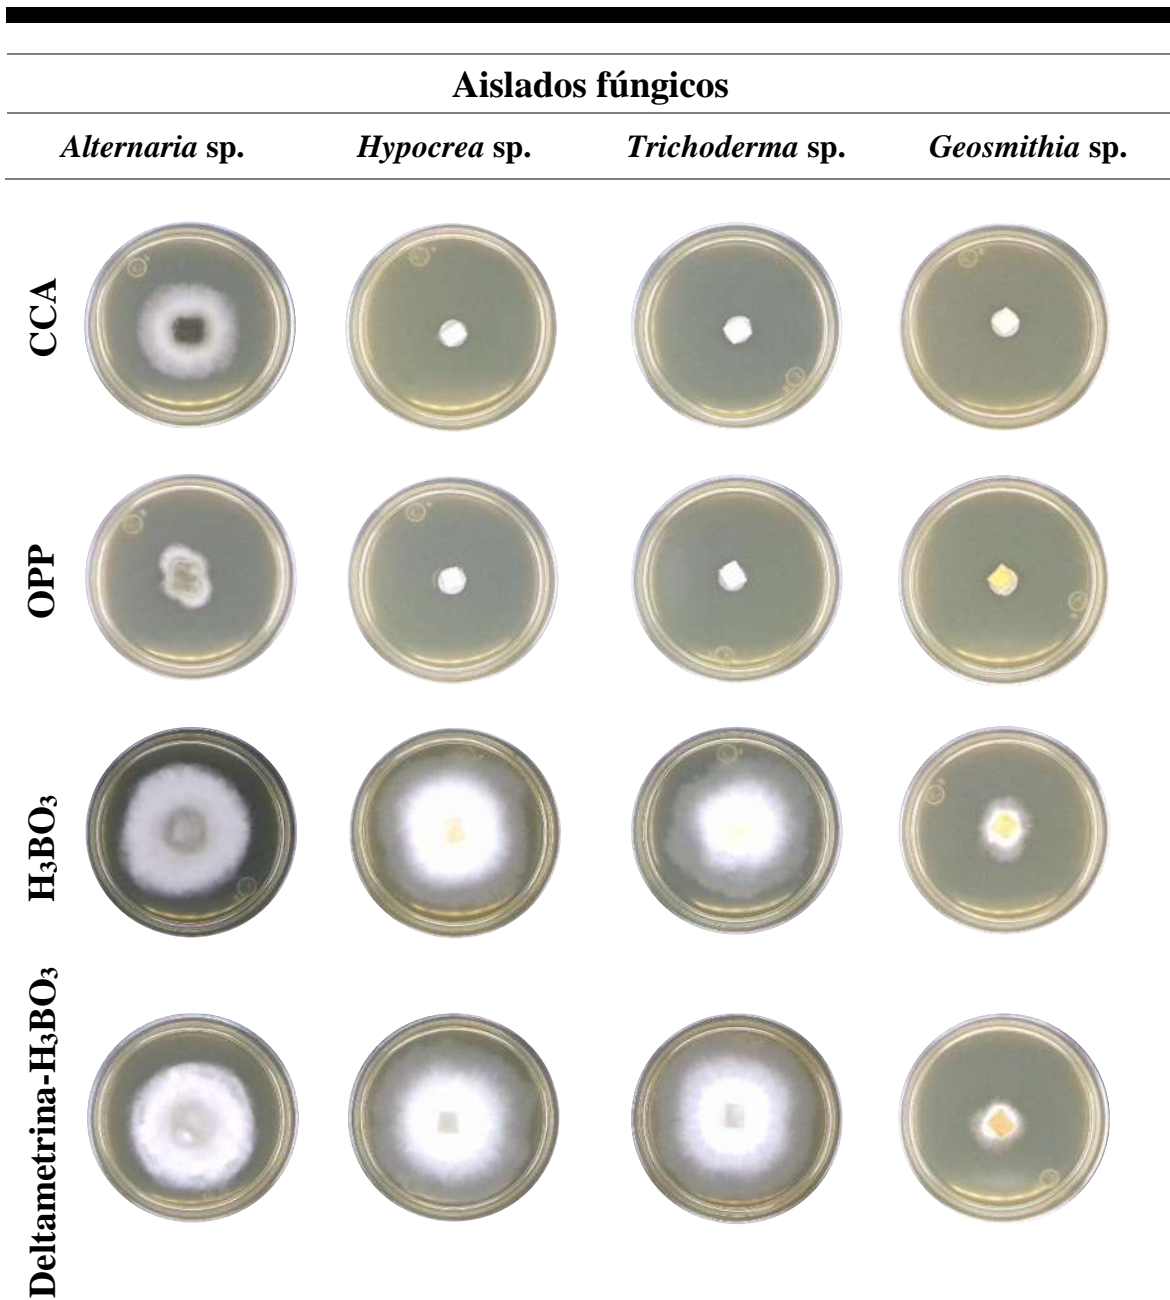 Aislados fúngicos
Alternaria sp. Hypocrea sp. Trichoderma sp. Geosmithia sp.
CCA
OPP
H₃BO₃
Deltametrina-H₃BO₃